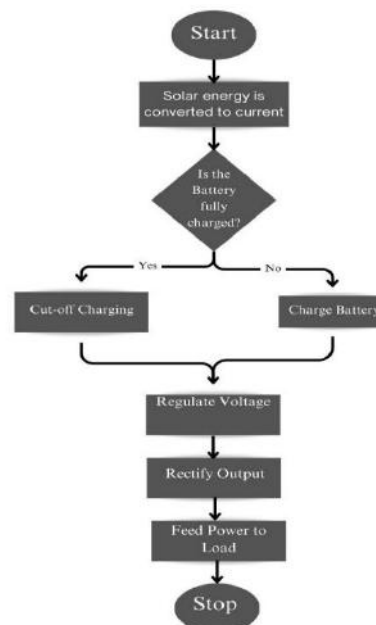 Start
Solar energy is
converted to current
Is the
Battery
fully
charged?
Yes
No
Cut-off Charging
Charge Battery
Regulate Voltage
Rectify Output
Feed Power to
Load
Stop